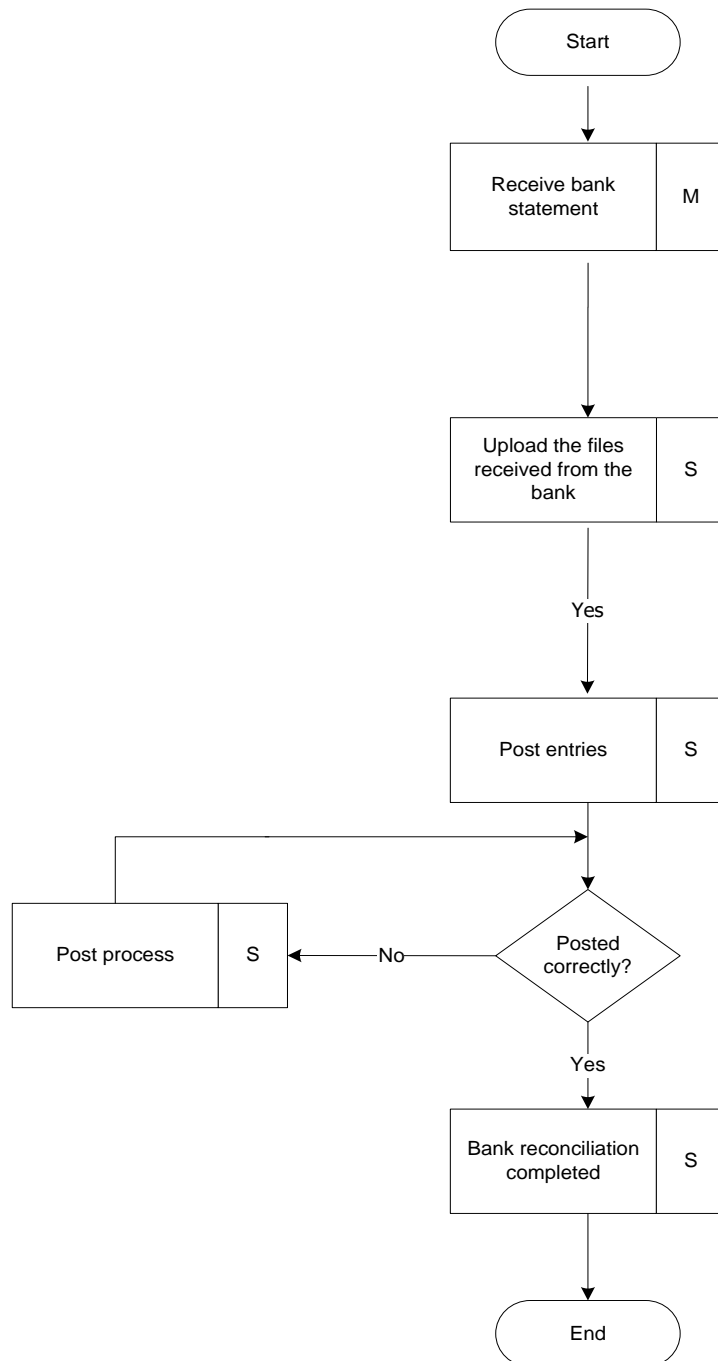 Start
Receive bank
statement
M
Upload the files
received from the
bank
S
Yes
Post entries
S
Post process
S
No
Posted
correctly?
Yes
Bank reconciliation
completed
S
End